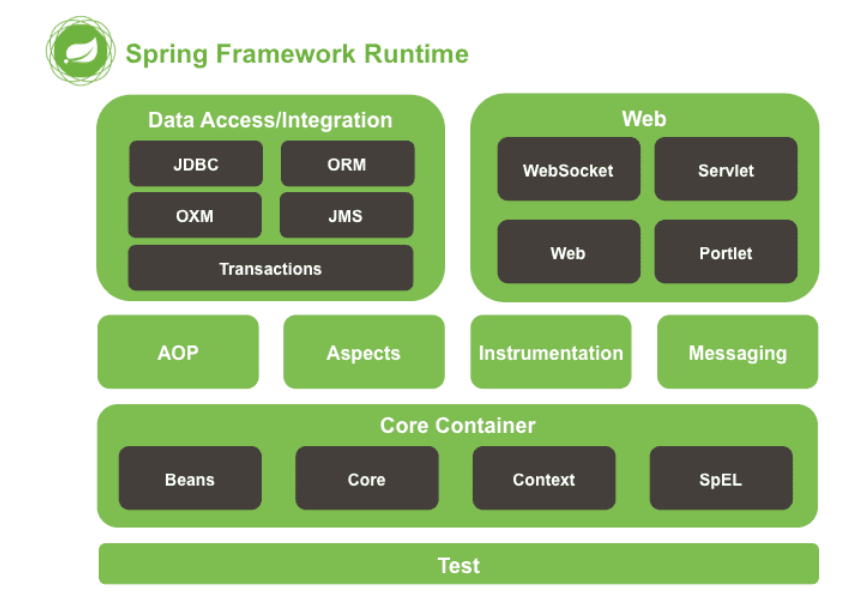 Spring Framework Runtime
Data Access/Integration
JDBC
ORM
OXM
JMS
Transactions
Web
WebSocket
Servlet
Web
Portlet
AOP
Aspects
Instrumentation
Messaging
Core Container
Beans
Core
Context
SpEL
Test